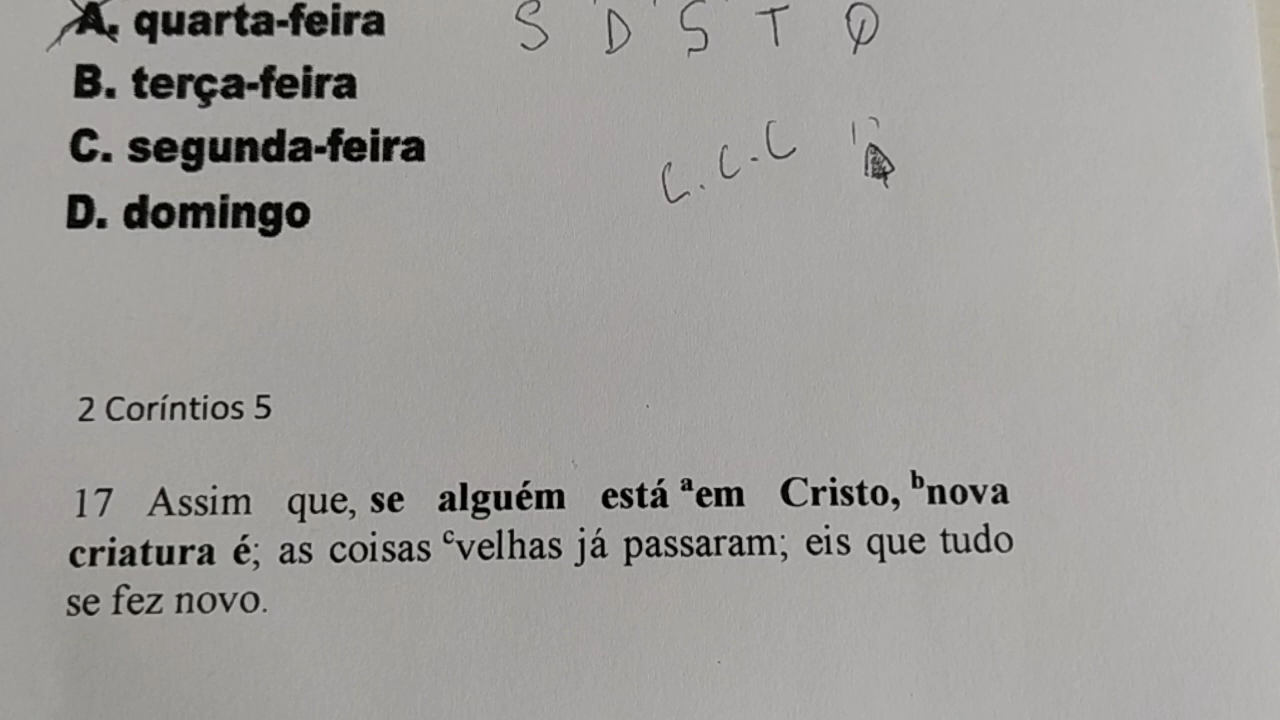 A. quarta-feira S D S T Q
B. terça-feira
C. segunda-feira C.C.C
D. domingo
2 Coríntios 5
17 Assim que, se alguém está ᵃem Cristo, ᵇnova
criatura é; as coisas ᶜvelhas já passaram; eis que tudo
se fez novo.